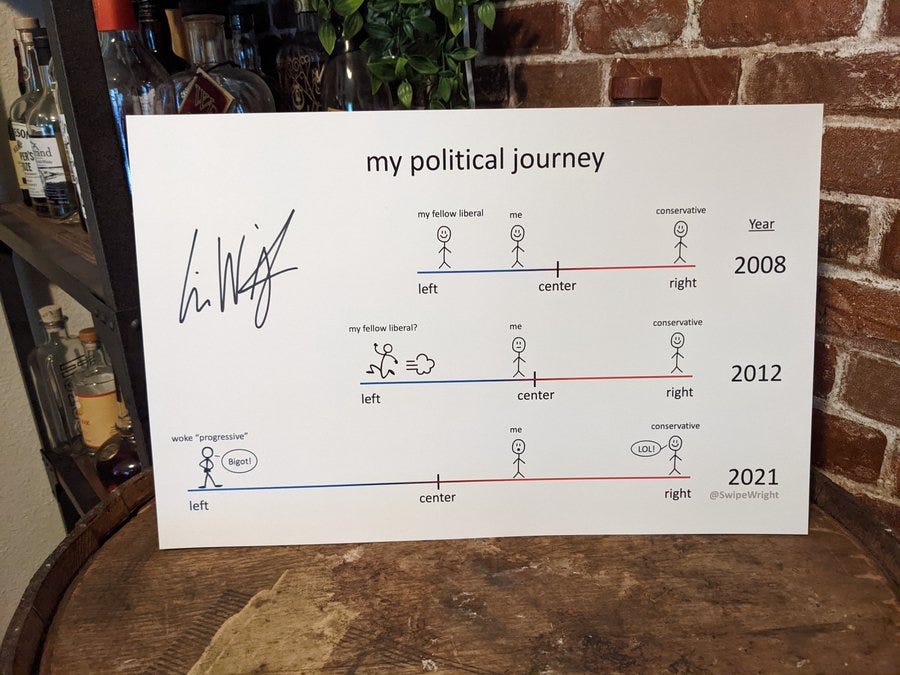 my political journey
my fellow liberal
me
conservative
Year
2008
left
center
right
my fellow liberal?
me
conservative
2012
left
center
right
woke “progressive”
me
conservative
Bigot!
LOL!
2021
left
center
right
@SwipeWright